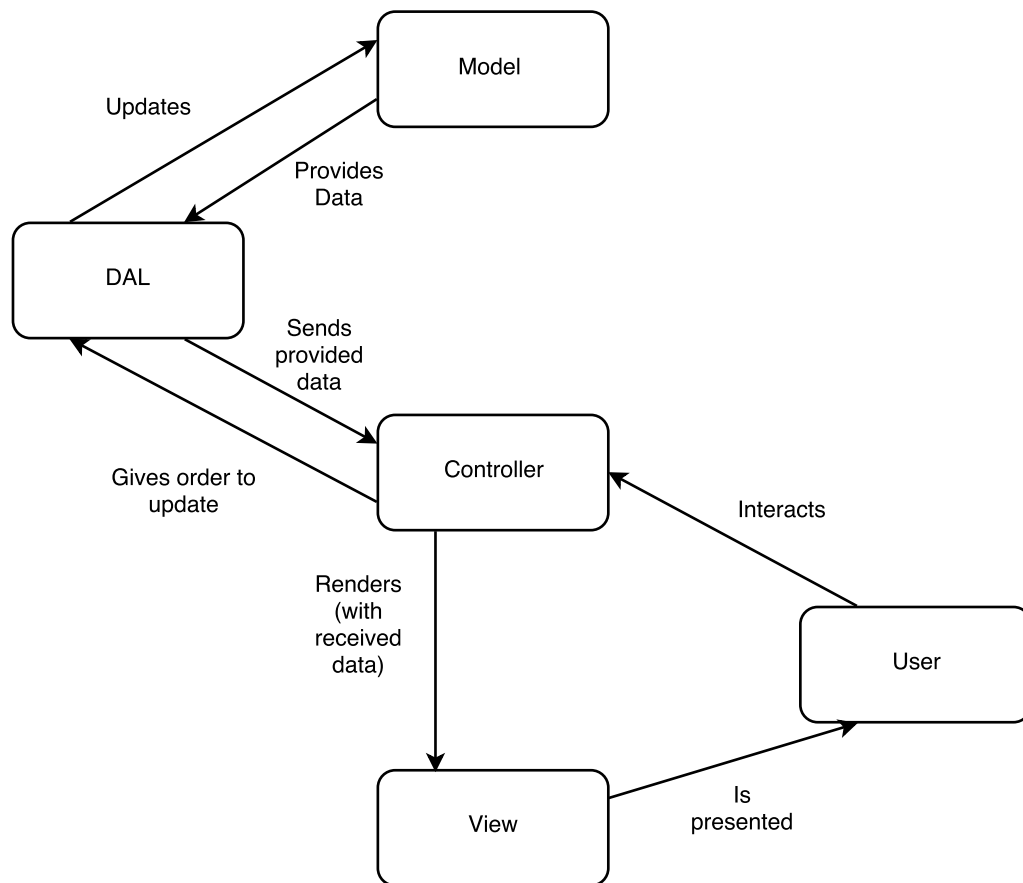 Model
Updates
Provides
Data
DAL
Sends
provided
data
Controller
Gives order to
update
Interacts
Renders
(with
received
data)
User
Is
presented
View